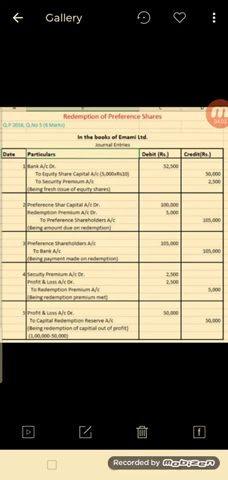 Gallery
04:03
Redemption of Preference Shares
Q.P 2018, Q.No 5 (6 Marks)
In the books of Emami Ltd.
Journal Entries
Date Particulars Debit (Rs.) Credit(Rs.)
1 Bank A/c Dr. 52,500
To Equity Share Capital A/c (5,000xRs10) 50,000
To Security Premium A/c 2,500
(Being fresh issue of equity shares)
2 Preferecne Shar Capital A/c Dr. 100,000
Redemption Premium A/c Dr. 5,000
To Preference Shareholders A/c 105,000
(Being amount due on redemption)
3 Preference Shareholders A/c 105,000
To Bank A/c 105,000
(Being payment made on redemption)
4 Secuity Premium A/c Dr. 2,500
Profit & Loss A/c Dr. 2,500
To Redemption Premium A/c 5,000
(Being redemption premium met)
5 Profit & Loss A/c Dr. 50,000
To Capital Redemption Reserve A/c 50,000
(Being redemption of capital out of profit)
(1,00,000-50,000)
Recorded by Mobizen